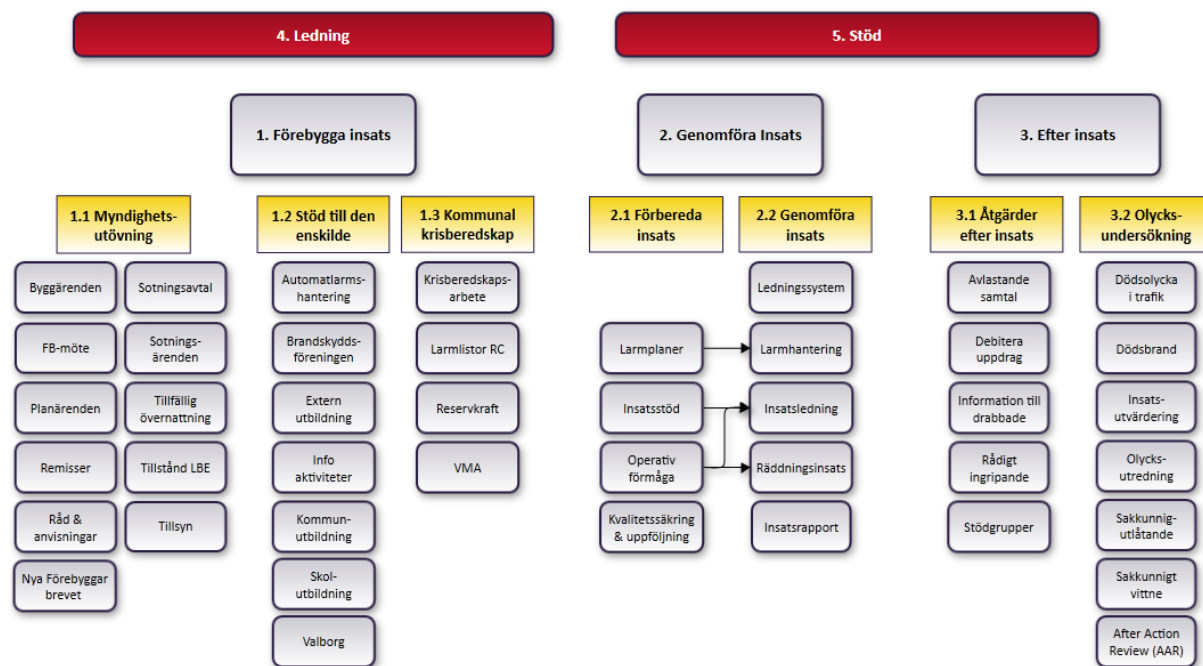 4. Ledning
5. Stöd
1. Förebygga insats
2. Genomföra Insats
3. Efter insats
1.1 Myndighets-
utövning
1.2 Stöd till den
enskilde
1.3 Kommunal
krisberedskap
2.1 Förbereda
insats
2.2 Genomföra
insats
3.1 Åtgärder
efter insats
3.2 Olycks-
undersökning
Byggärenden
FB-möte
Planärenden
Remisser
Råd &
anvisningar
Nya Förebyggar
brevet
Sotningsavtal
Sotnings-
ärenden
Tillfällig
övernattning
Tillstånd LBE
Tillsyn
Automatlarms-
hantering
Brandskydds-
föreningen
Extern
utbildning
Info
aktiviteter
Kommun-
utbildning
Skol-
utbildning
Valborg
Krisberedskaps-
arbete
Larmlistor RC
Reservkraft
VMA
Larmplaner
Insatsstöd
Operativ
förmåga
Kvalitetssäkring
& uppföljning
Ledningssystem
Larmhantering
Insatsledning
Räddningsinsats
Insatsrapport
Avlastande
samtal
Debitera
uppdrag
Information till
drabbade
Rådigt
ingripande
Stödgrupper
Dödsolycka
i trafik
Dödsbrand
Insats-
utvärdering
Olycks-
utredning
Sakkunnig-
utlåtande
Sakkunnigt
vittne
After Action
Review (AAR)